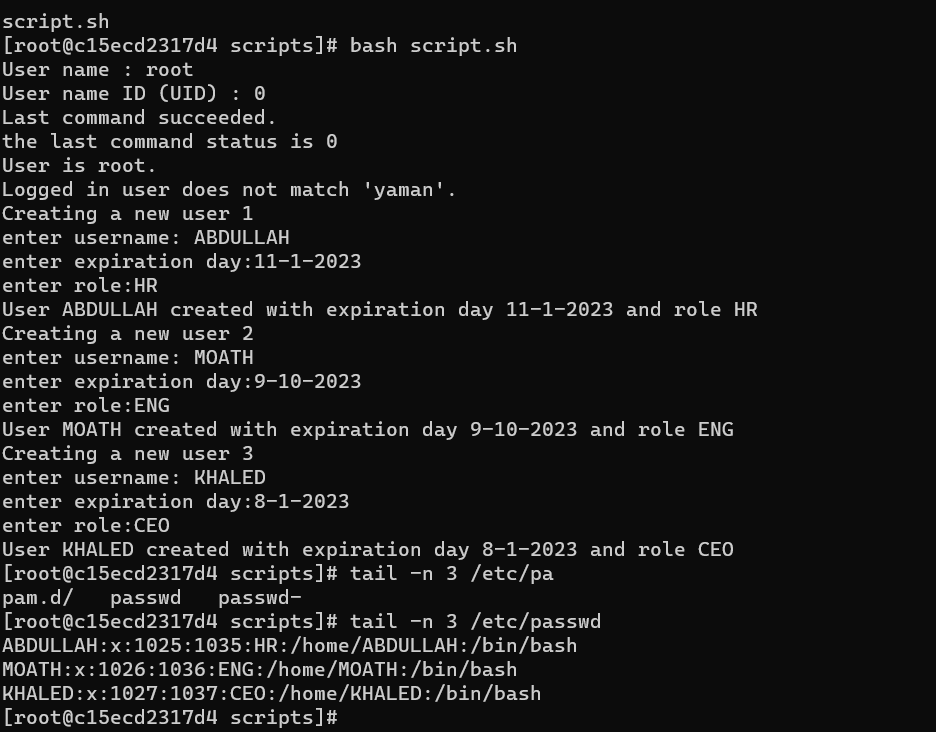 script.sh
[root@c15ecd2317d4 scripts]# bash script.sh
User name : root
User name ID (UID) : 0
Last command succeeded.
the last command status is 0
User is root.
Logged in user does not match 'yaman'.
Creating a new user 1
enter username: ABDULLAH
enter expiration day:11-1-2023
enter role:HR
User ABDULLAH created with expiration day 11-1-2023 and role HR
Creating a new user 2
enter username: MOATH
enter expiration day:9-10-2023
enter role:ENG
User MOATH created with expiration day 9-10-2023 and role ENG
Creating a new user 3
enter username: KHALED
enter expiration day:8-1-2023
enter role:CEO
User KHALED created with expiration day 8-1-2023 and role CEO
[root@c15ecd2317d4 scripts]# tail -n 3 /etc/pa
pam.d/   passwd   passwd-
[root@c15ecd2317d4 scripts]# tail -n 3 /etc/passwd
ABDULLAH:x:1025:1035:HR:/home/ABDULLAH:/bin/bash
MOATH:x:1026:1036:ENG:/home/MOATH:/bin/bash
KHALED:x:1027:1037:CEO:/home/KHALED:/bin/bash
[root@c15ecd2317d4 scripts]#